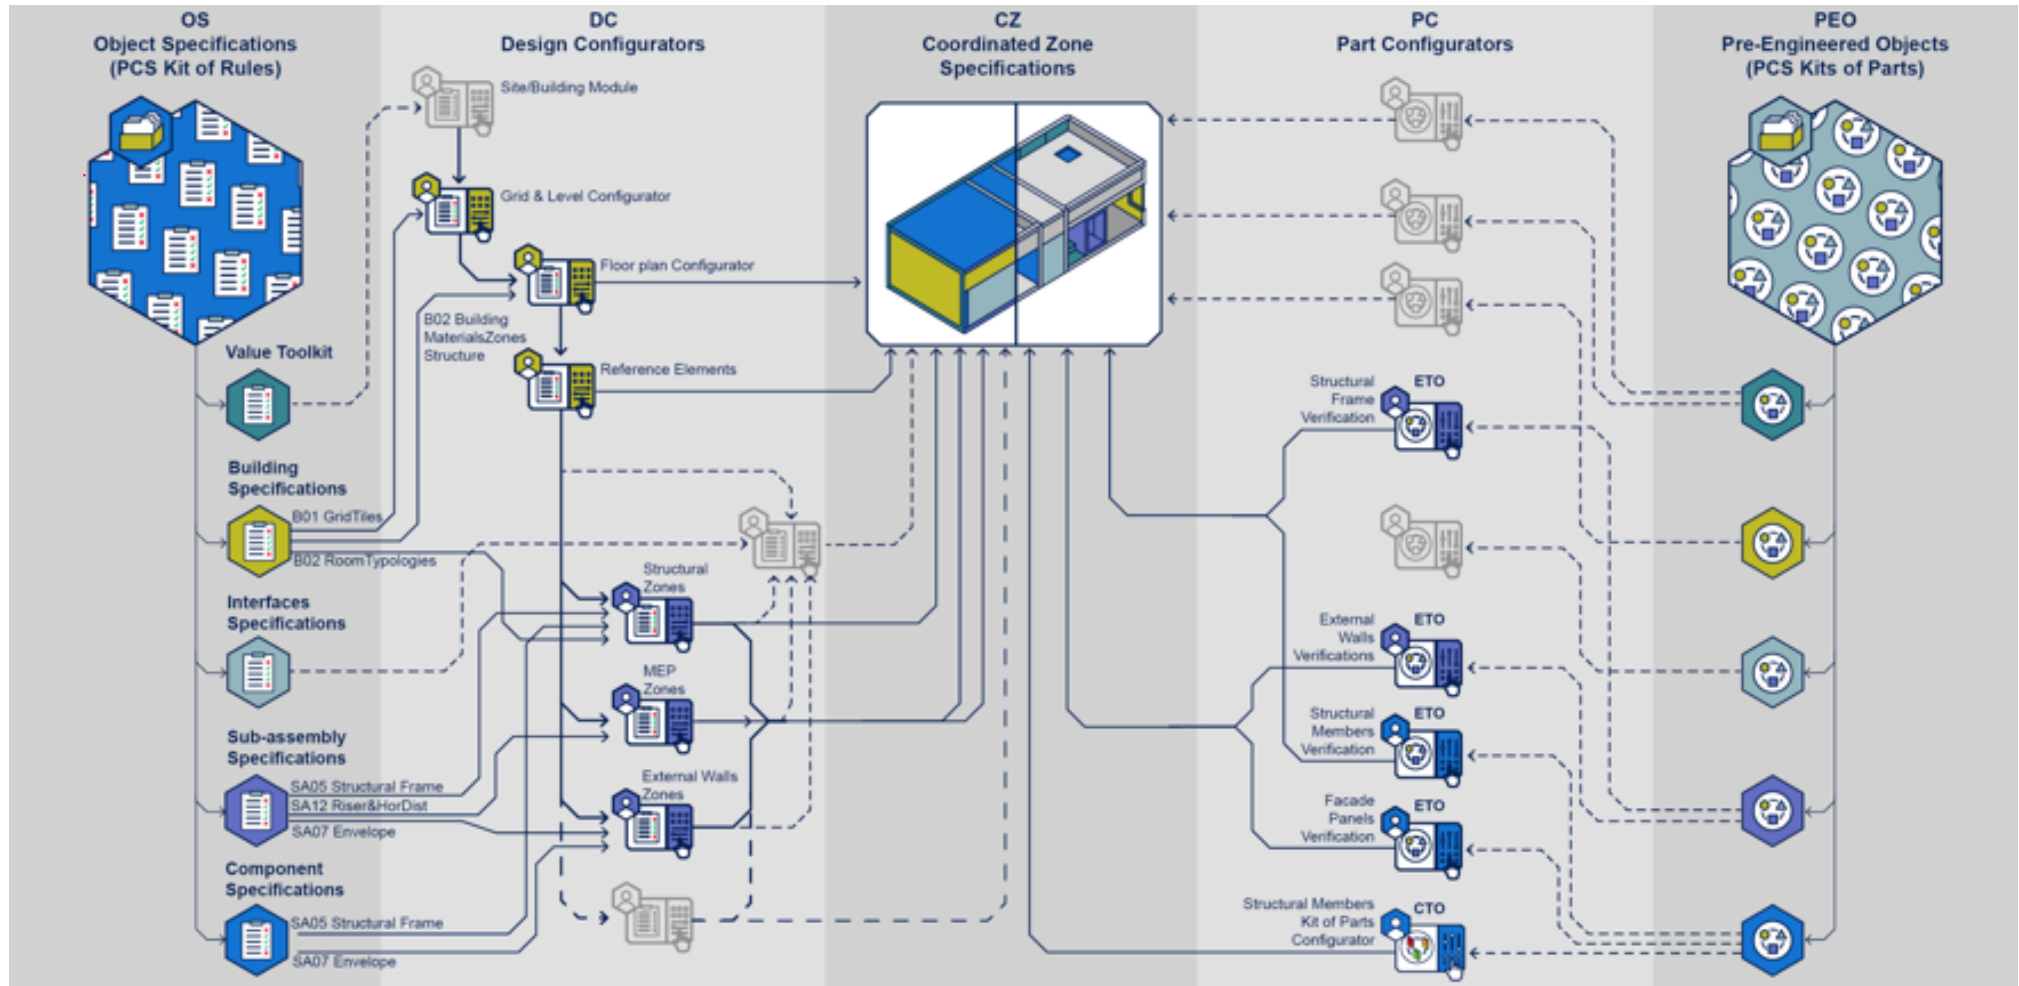 OS
Object Specifications
(PCS Kit of Rules)
DC
Design Configurators
CZ
Coordinated Zone
Specifications
PC
Part Configurators
PEO
Pre-Engineered Objects
(PCS Kits of Parts)
Site/Building Module
Grid & Level Configurator
Floor plan Configurator
B02 Building
MaterialsZones
Structure
Reference Elements
Value Toolkit
Building
Specifications
B01 GridTiles
B02 RoomTypologies
Interfaces
Specifications
Sub-assembly
Specifications
SA05 Structural Frame
SA12 Riser&HorDist
SA07 Envelope
Component
Specifications
SA05 Structural Frame
SA07 Envelope
Structural
Zones
MEP
Zones
External Walls
Zones
Structural
Frame
Verification
ETO
External
Walls
Verifications
ETO
Structural
Members
Verification
ETO
Facade
Panels
Verification
ETO
Structural Members
Kit of Parts
Configurator
CTO